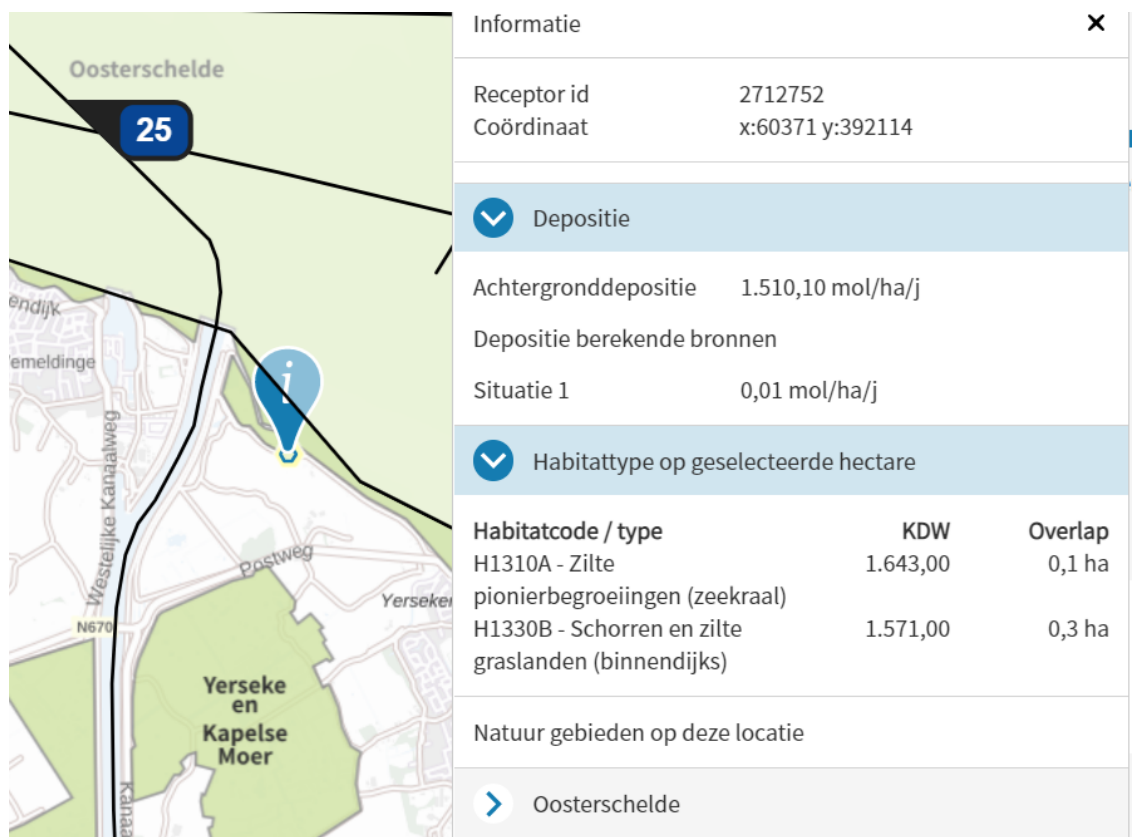 Oosterschelde
25
endijk
emeldinge
Westelijke Kanaalweg
Postweg
Yerseke
N670
Yerseke
en
Kapelse
Moer
Kanaa
Informatie
Receptor id 2712752
Coördinaat x:60371 y:392114
Depositie
Achtergronddepositie 1.510,10 mol/ha/j
Depositie berekende bronnen
Situatie 1 0,01 mol/ha/j
Habitattype op geselecteerde hectare
Habitatcode / type KDW Overlap
H1310A - Zilte 1.643,00 0,1 ha
pionierbegroeiingen (zeekraal)
H1330B - Schorren en zilte 1.571,00 0,3 ha
graslanden (binnendijks)
Natuur gebieden op deze locatie
Oosterschelde